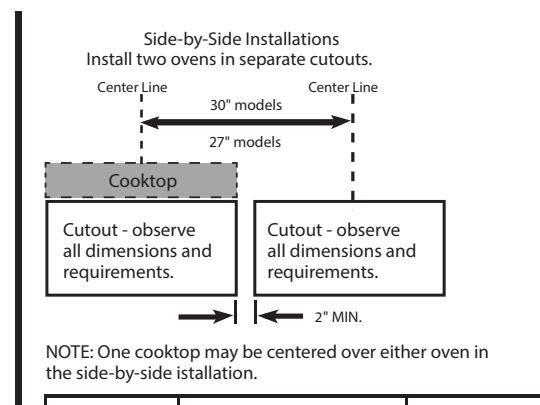 Side-by-Side Installations
Install two ovens in separate cutouts.
Center Line
Center Line
30" models
27" models
Cooktop
Cutout - observe
all dimensions and
requirements.
Cutout - observe
all dimensions and
requirements.
2" MIN.
NOTE: One cooktop may be centered over either oven in
the side-by-side istallation.